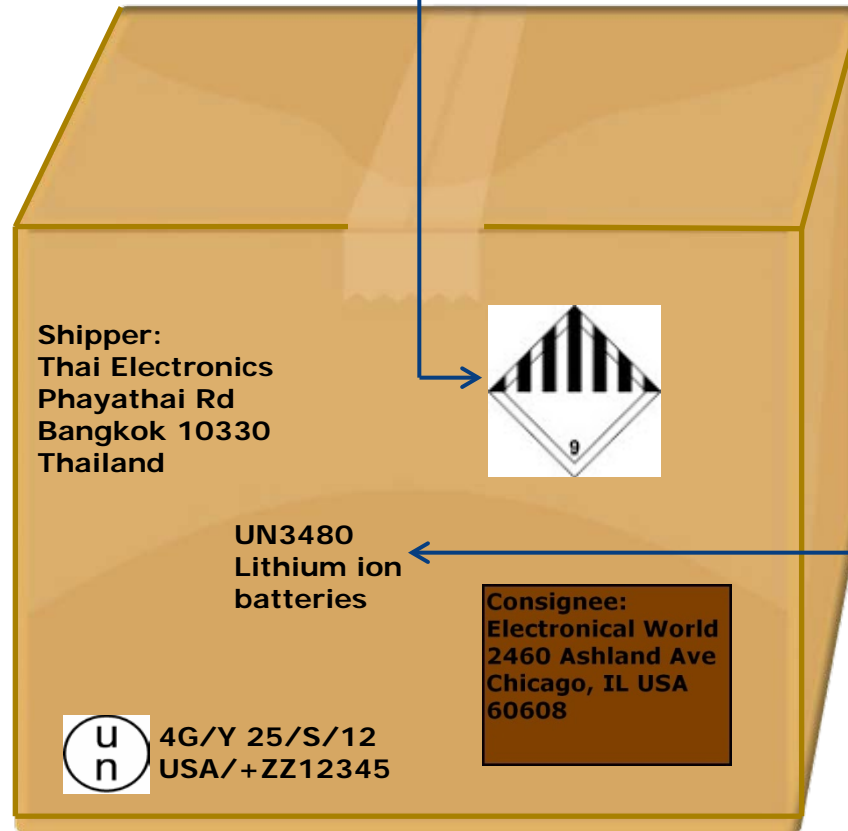 Shipper:
Thai Electronics
Phayathai Rd
Bangkok 10330
Thailand
9
UN3480
Lithium ion
batteries
Consignee:
Electronical World
2460 Ashland Ave
Chicago, IL USA
60608
u
n
4G/Y 25/S/12
USA/+ZZ12345